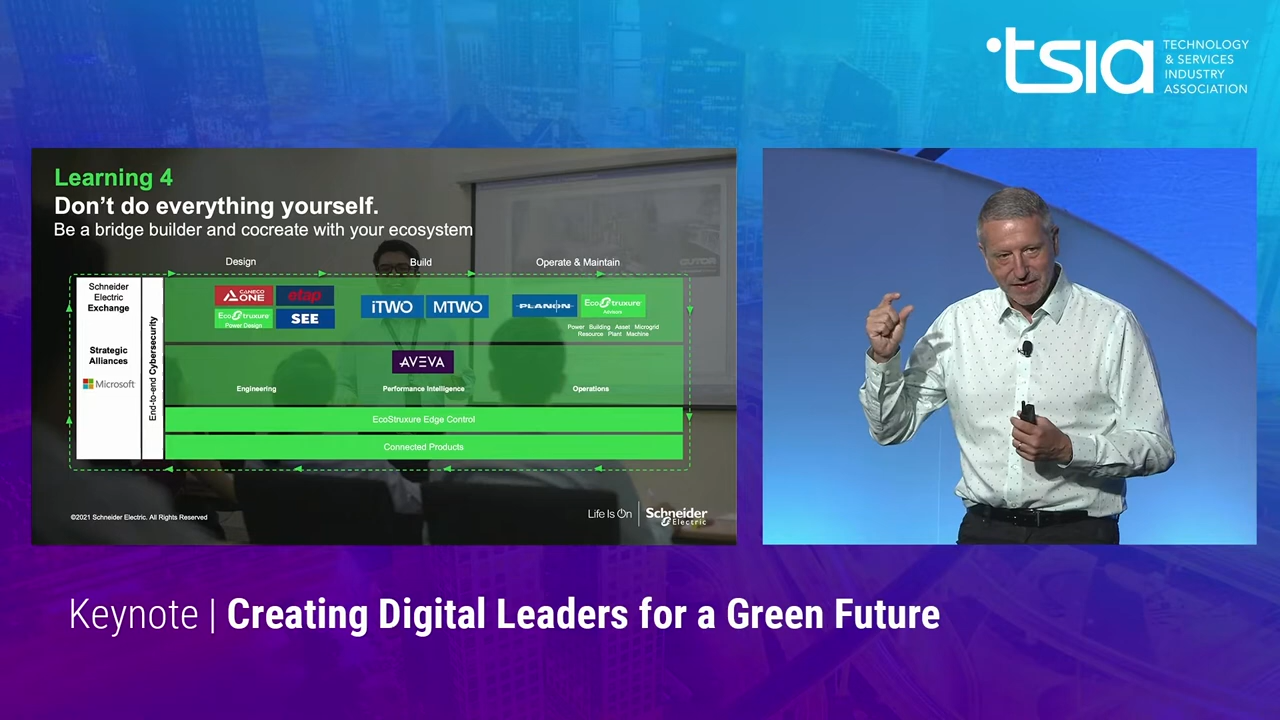 tsia
TECHNOLOGY
& SERVICES
INDUSTRY
ASSOCIATION
Learning 4
Don't do everything yourself.
Be a bridge builder and cocreate with your ecosystem
Design
Build
Operate & Maintain
Schneider
Electric
Exchange
Strategic
Alliances
Microsoft
End-to-end Cybersecurity
CANECO
ONE
etap
EcoStruxure
Power Design
SEE
iTWO
MTWO
PLANON
EcoStruxure
Advisors
Power Building Asset Microgrid
Resource Plant Machine
AVEVA
Engineering
Performance Intelligence
Operations
EcoStruxure Edge Control
Connected Products
©2021 Schneider Electric. All Rights Reserved
Life Is On
Schneider
Electric
Keynote | Creating Digital Leaders for a Green Future